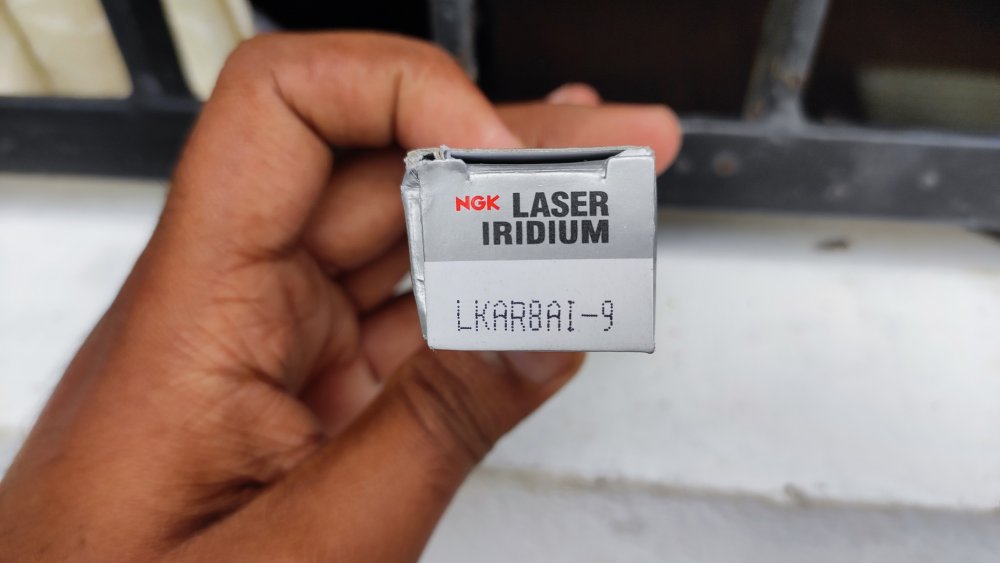 NGK LASER
IRIDIUM
LKAR8AI-9